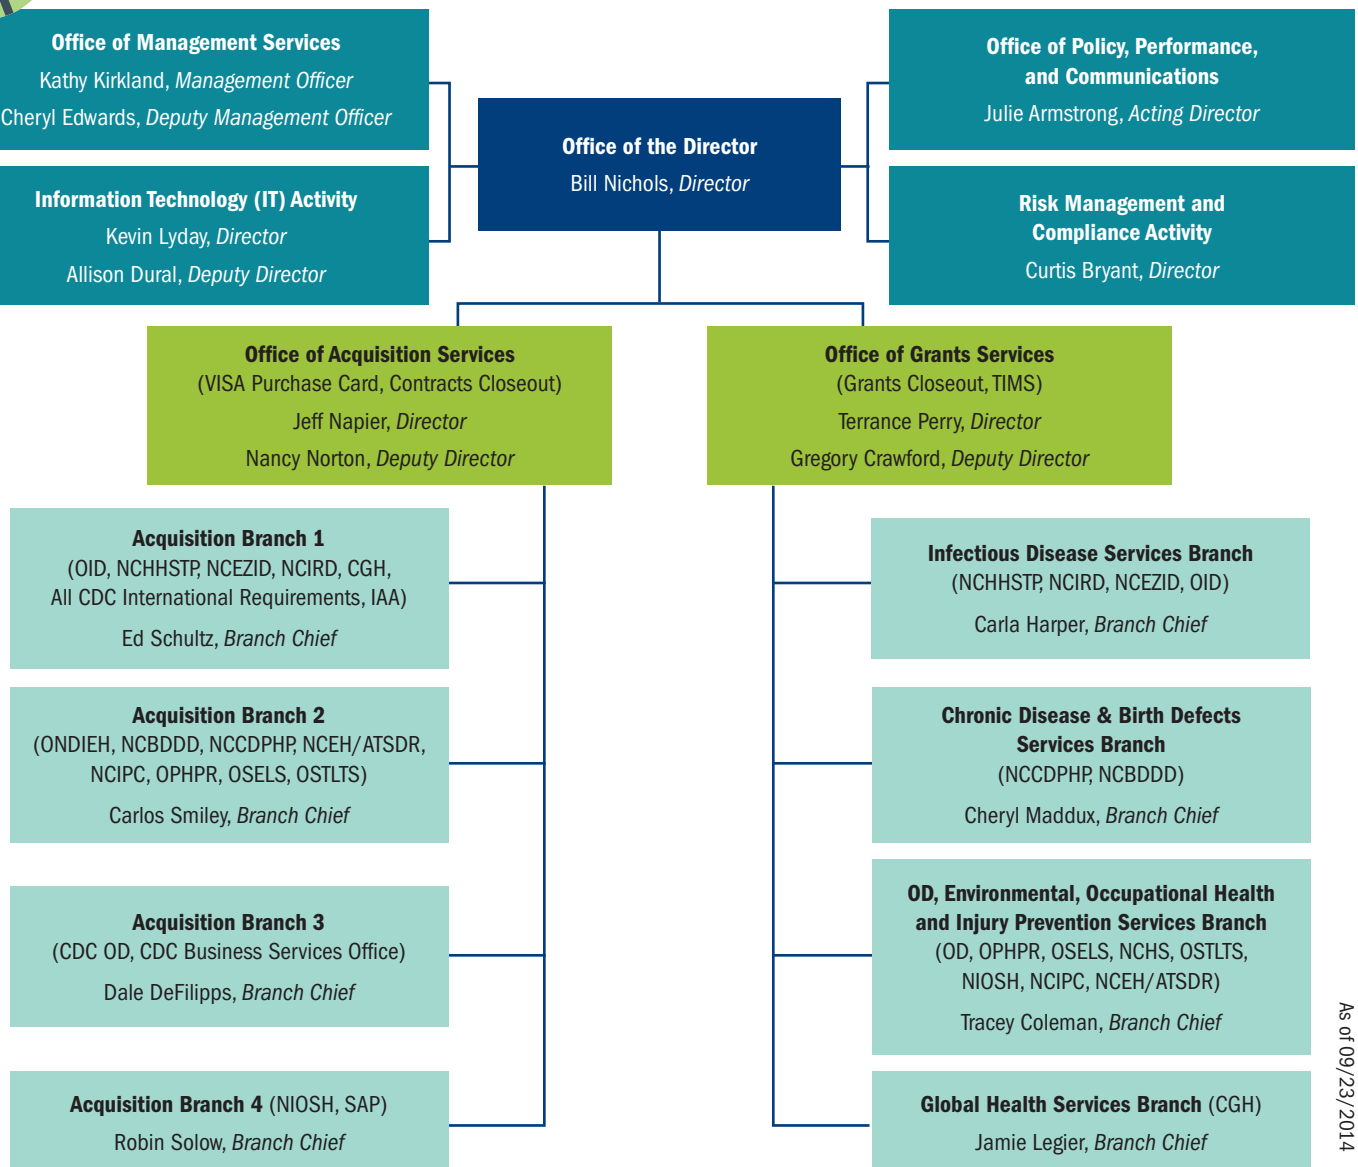 Office of Management Services
Kathy Kirkland, Management Officer
Cheryl Edwards, Deputy Management Officer
Information Technology (IT) Activity
Kevin Lyday, Director
Allison Dural, Deputy Director
Office of the Director
Bill Nichols, Director
Office of Policy, Performance,
and Communications
Julie Armstrong, Acting Director
Risk Management and
Compliance Activity
Curtis Bryant, Director
Office of Acquisition Services
(VISA Purchase Card, Contracts Closeout)
Jeff Napier, Director
Nancy Norton, Deputy Director
Office of Grants Services
(Grants Closeout, TIMS)
Terrance Perry, Director
Gregory Crawford, Deputy Director
Acquisition Branch 1
(OID, NCHHSTP, NCEZID, NCIRD, CGH,
All CDC International Requirements, IAA)
Ed Schultz, Branch Chief
Acquisition Branch 2
(ONDIEH, NCBDDD, NCCDPHP, NCEH/ATSDR,
NCIPC, OPHPR, OSELS, OSTLTS)
Carlos Smiley, Branch Chief
Acquisition Branch 3
(CDC OD, CDC Business Services Office)
Dale DeFilipps, Branch Chief
Acquisition Branch 4 (NIOSH, SAP)
Robin Solow, Branch Chief
Infectious Disease Services Branch
(NCHHSTP, NCIRD, NCEZID, OID)
Carla Harper, Branch Chief
Chronic Disease & Birth Defects
Services Branch
(NCCDPHP, NCBDDD)
Cheryl Maddux, Branch Chief
OD, Environmental, Occupational Health
and Injury Prevention Services Branch
(OD, OPHPR, OSELS, NCHS, OSTLTS,
NIOSH, NCIPC, NCEH/ATSDR)
Tracey Coleman, Branch Chief
Global Health Services Branch (CGH)
Jamie Legier, Branch Chief
As of 09/23/2014